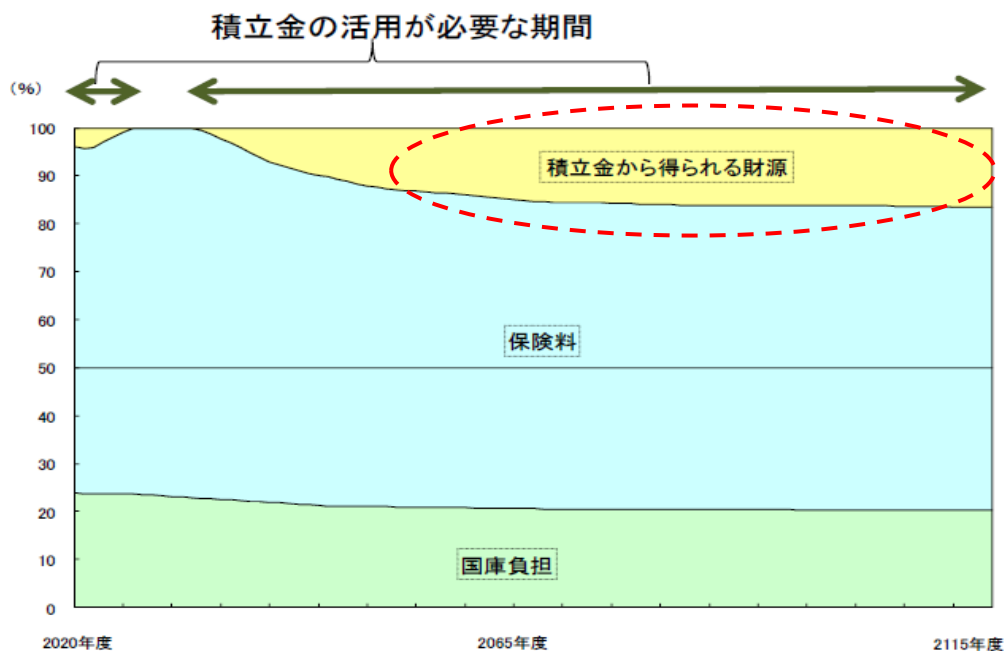 積立金の活用が必要な期間
（%）
100
90
80
70
60
50
40
30
20
10
0
積立金から得られる財源
保険料
国庫負担
2020年度
2065年度
2115年度